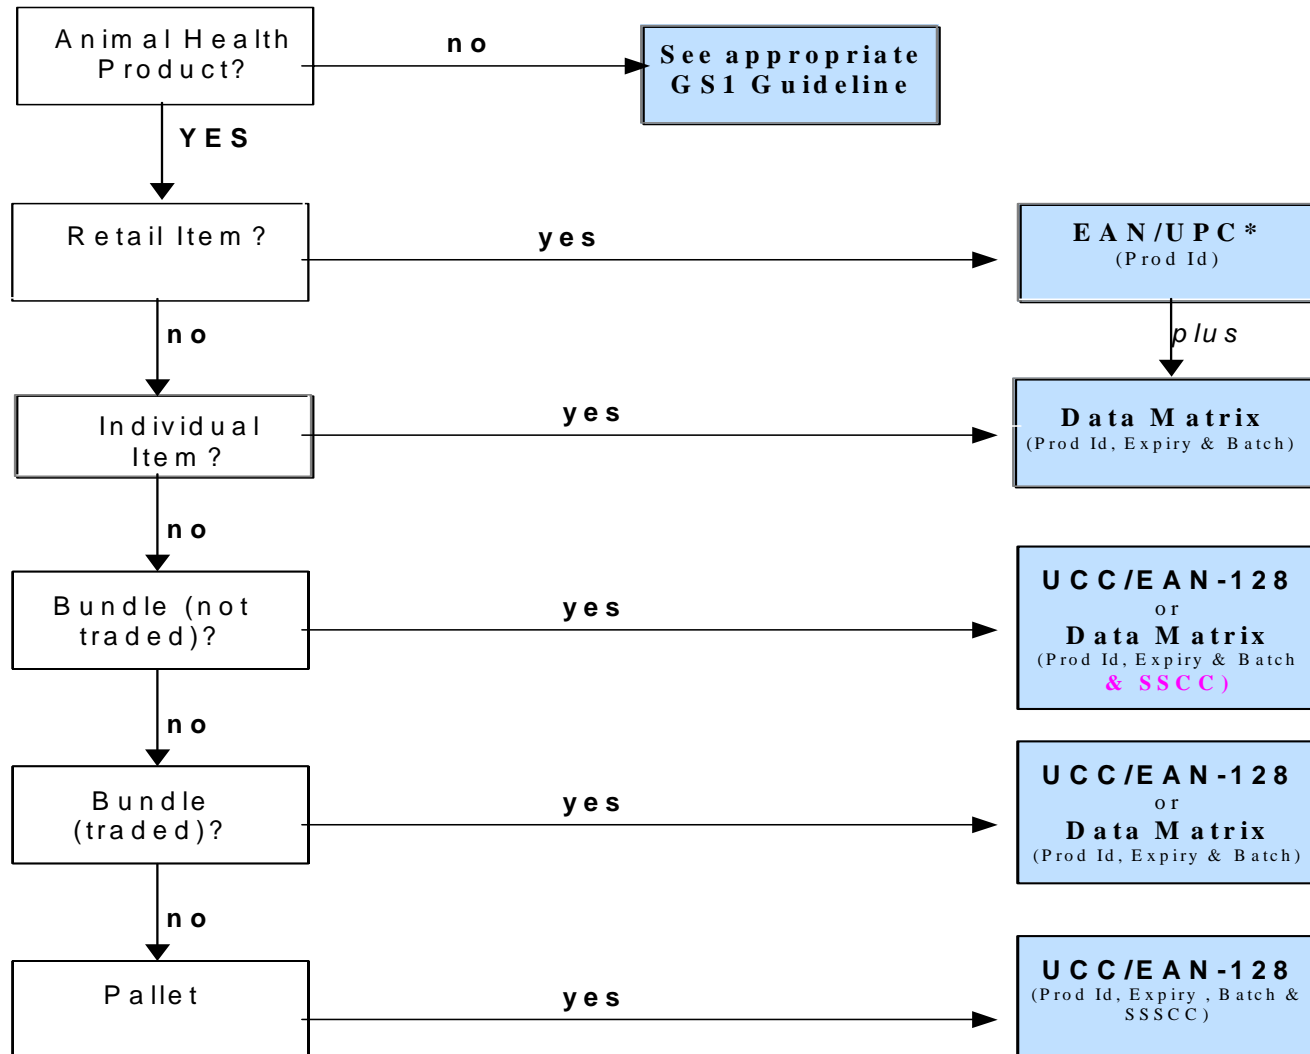 Animal Health
Product?
no
See appropriate
GS1 Guideline
YES
Retail Item?
yes
EAN/UPC*
(Prod Id)
no
plus
Individual
Item?
yes
Data Matrix
(Prod Id, Expiry & Batch)
no
Bundle (not
traded)?
yes
UCC/EAN-128
or
Data Matrix
(Prod Id, Expiry & Batch
& SSCC)
no
Bundle
(traded)?
yes
UCC/EAN-128
or
Data Matrix
(Prod Id, Expiry & Batch)
no
Pallet
yes
UCC/EAN-128
(Prod Id, Expiry , Batch &
SSSCC)